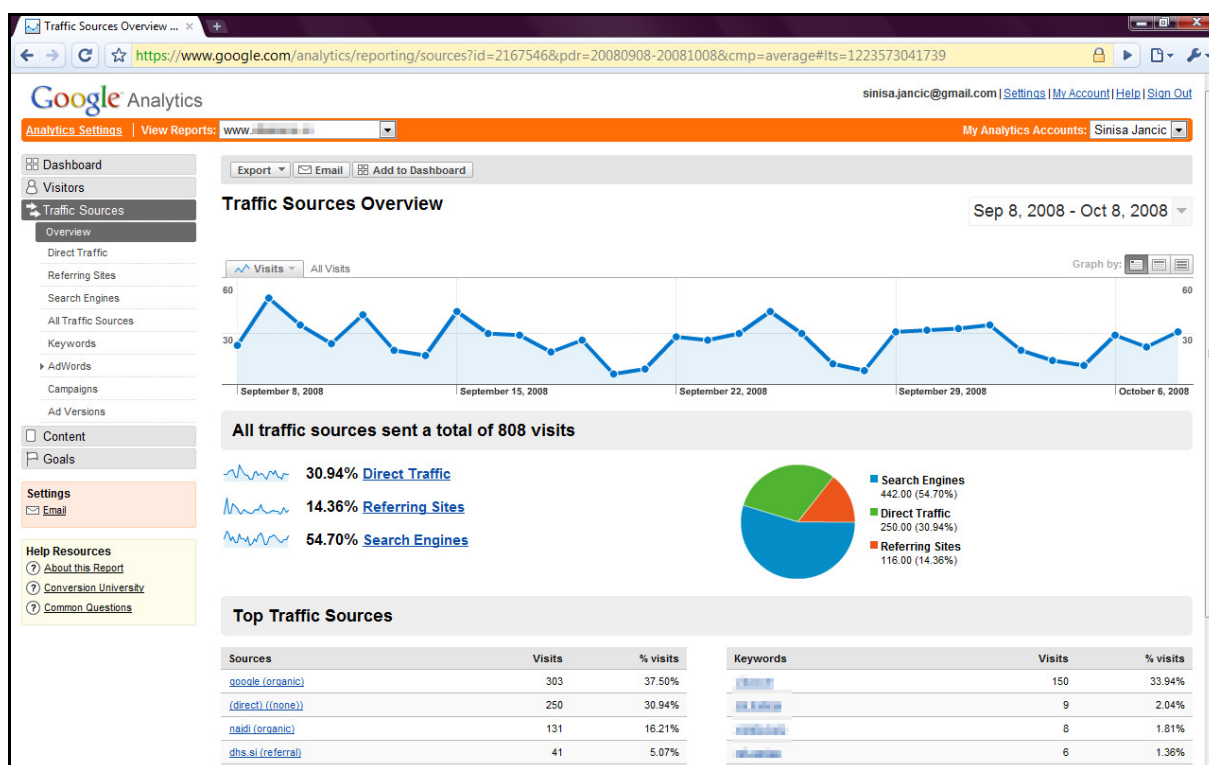 Traffic Sources Overview ...
https://www.google.com/analytics/reporting/sources?id=2167546&pdr=20080908-20081008&cmp=average#lts=1223573041739
Google Analytics
sinisa.jancic@gmail.com | Settings | My Account | Help | Sign Out
Analytics Settings | View Reports: www.
My Analytics Accounts: Sinisa Jancic
Dashboard
Visitors
Traffic Sources
Overview
Direct Traffic
Referring Sites
Search Engines
All Traffic Sources
Keywords
AdWords
Campaigns
Ad Versions
Content
Goals
Settings
Email
Help Resources
About this Report
Conversion University
Common Questions
Export Email Add to Dashboard
Traffic Sources Overview
Sep 8, 2008 - Oct 8, 2008
Visits All Visits
Graph by:
60 60
30 30
September 8, 2008 September 15, 2008 September 22, 2008 September 29, 2008 October 6, 2008
All traffic sources sent a total of 808 visits
30.94% Direct Traffic
14.36% Referring Sites
54.70% Search Engines
Search Engines
442.00 (54.70%)
Direct Traffic
250.00 (30.94%)
Referring Sites
116.00 (14.36%)
Top Traffic Sources
Sources Visits % visits
google (organic) 303 37.50%
(direct) ((none)) 250 30.94%
najdi (organic) 131 16.21%
dhs.si (referral) 41 5.07%
Keywords Visits % visits
150 33.94%
9 2.04%
8 1.81%
6 1.36%